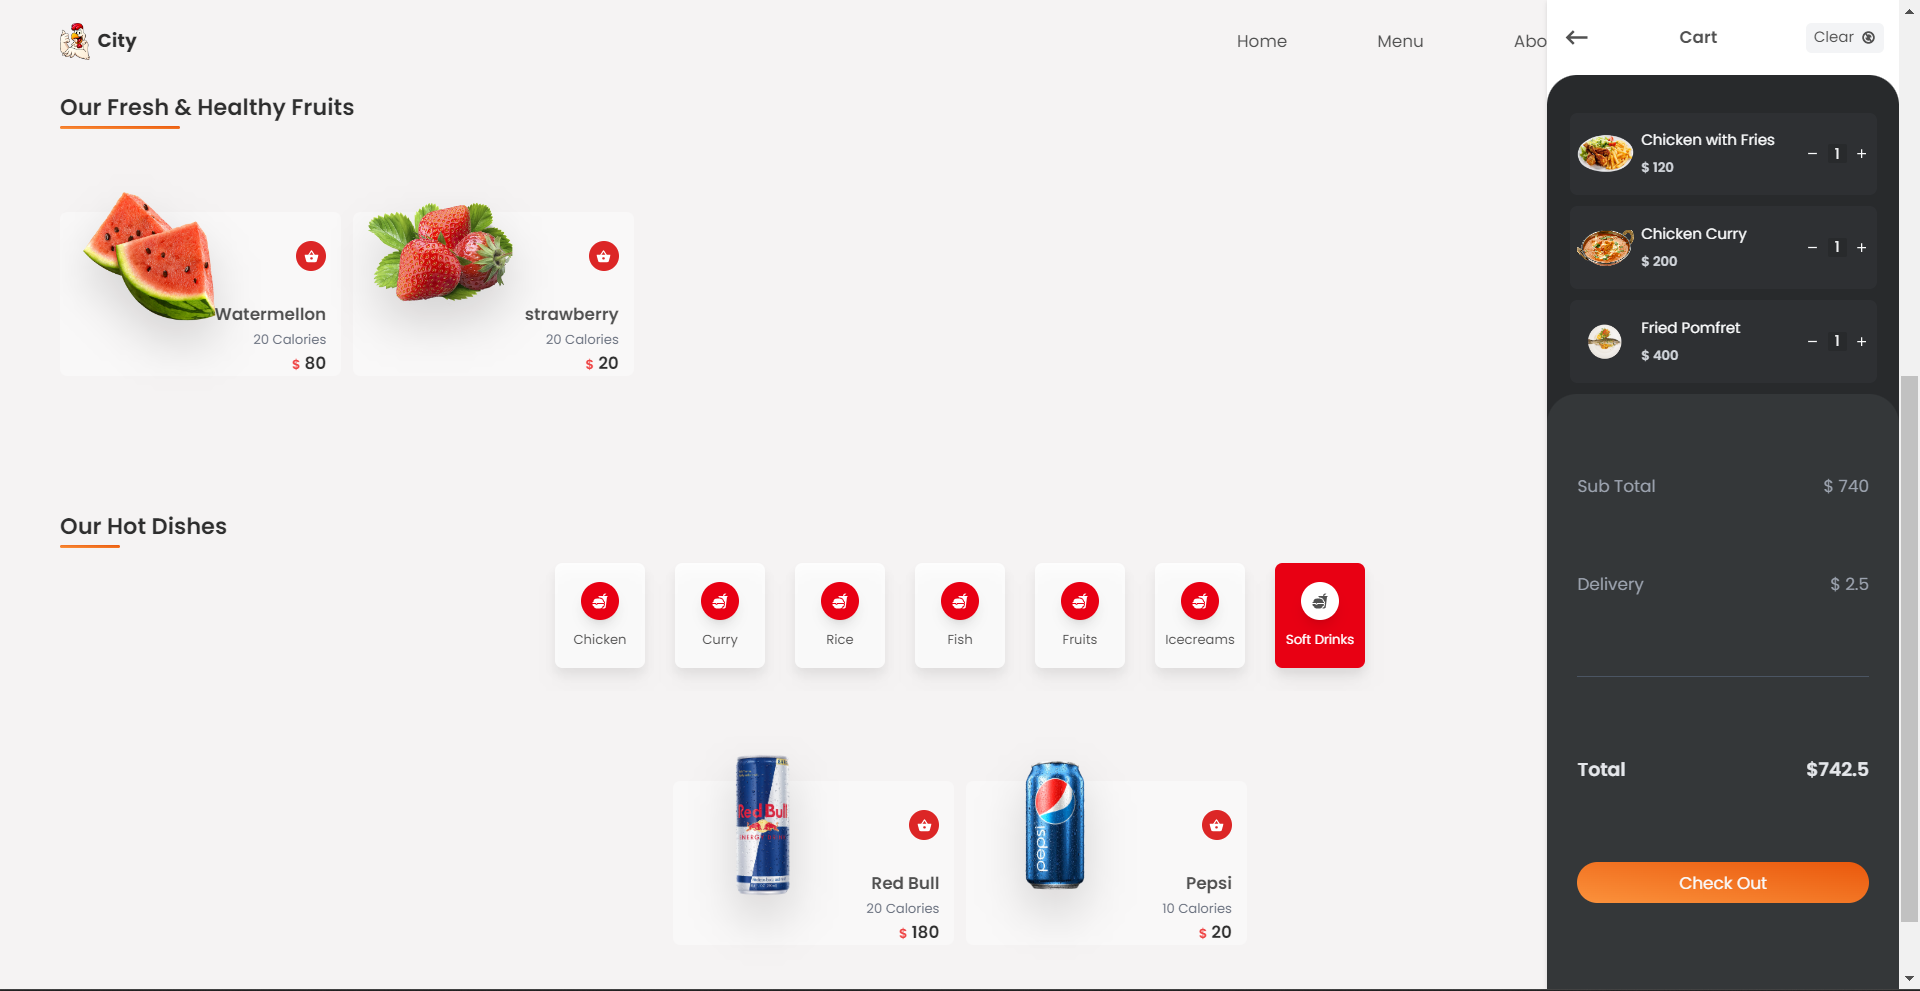 City
Home
Menu
Abo
Our Fresh & Healthy Fruits
Watermellon
20 Calories
$ 80
strawberry
20 Calories
$ 20
Our Hot Dishes
Chicken
Curry
Rice
Fish
Fruits
Icecreams
Soft Drinks
Red Bull
Red Bull
20 Calories
$ 180
pepsi
Pepsi
10 Calories
$ 20
Cart
Clear
Chicken with Fries
$ 120
− 1 +
Chicken Curry
$ 200
− 1 +
Fried Pomfret
$ 400
− 1 +
Sub Total $ 740
Delivery $ 2.5
Total $742.5
Check Out